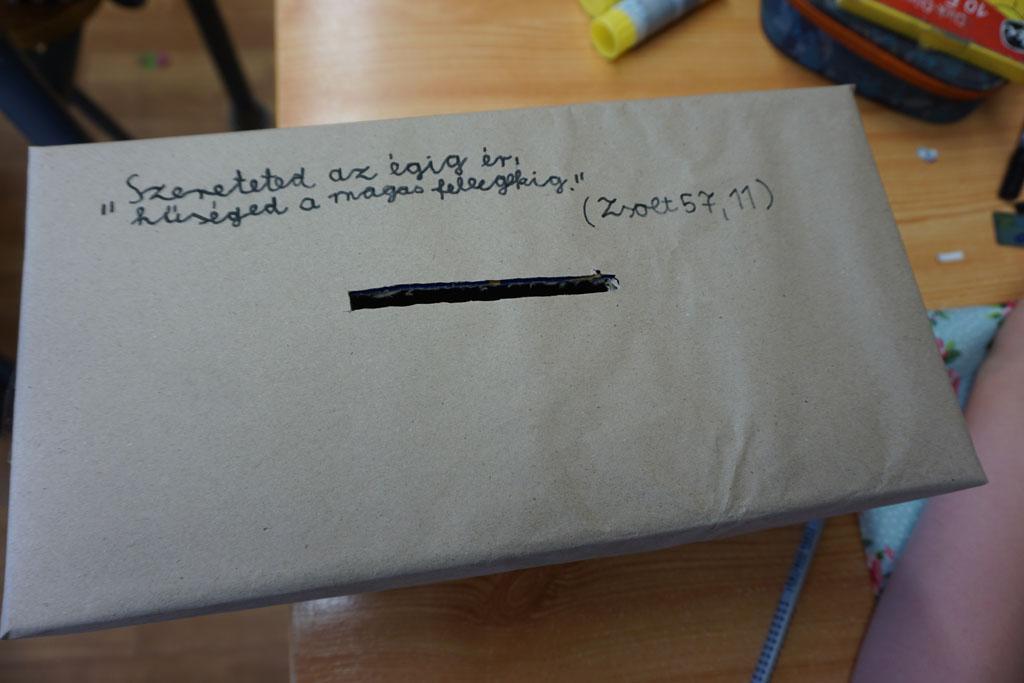 „Szereteted az égig ér,
hűséged a magas fellegekig."
(Zsolt 57, 11)